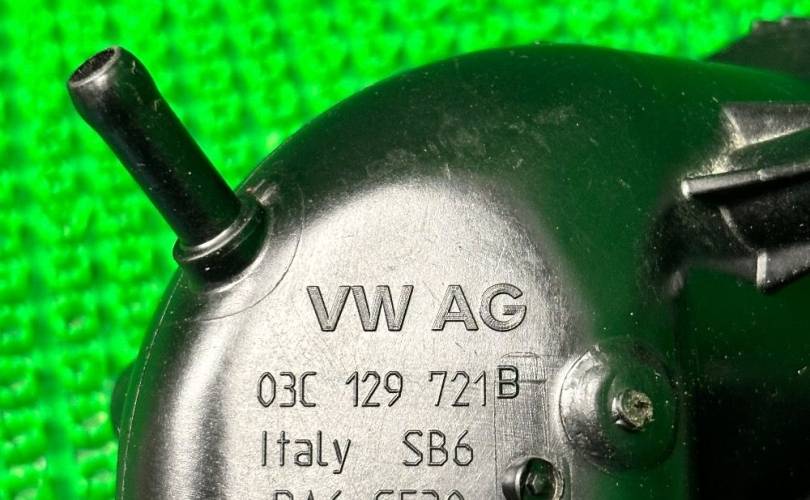 VW AG
03C 129 721 B
Italy SB6